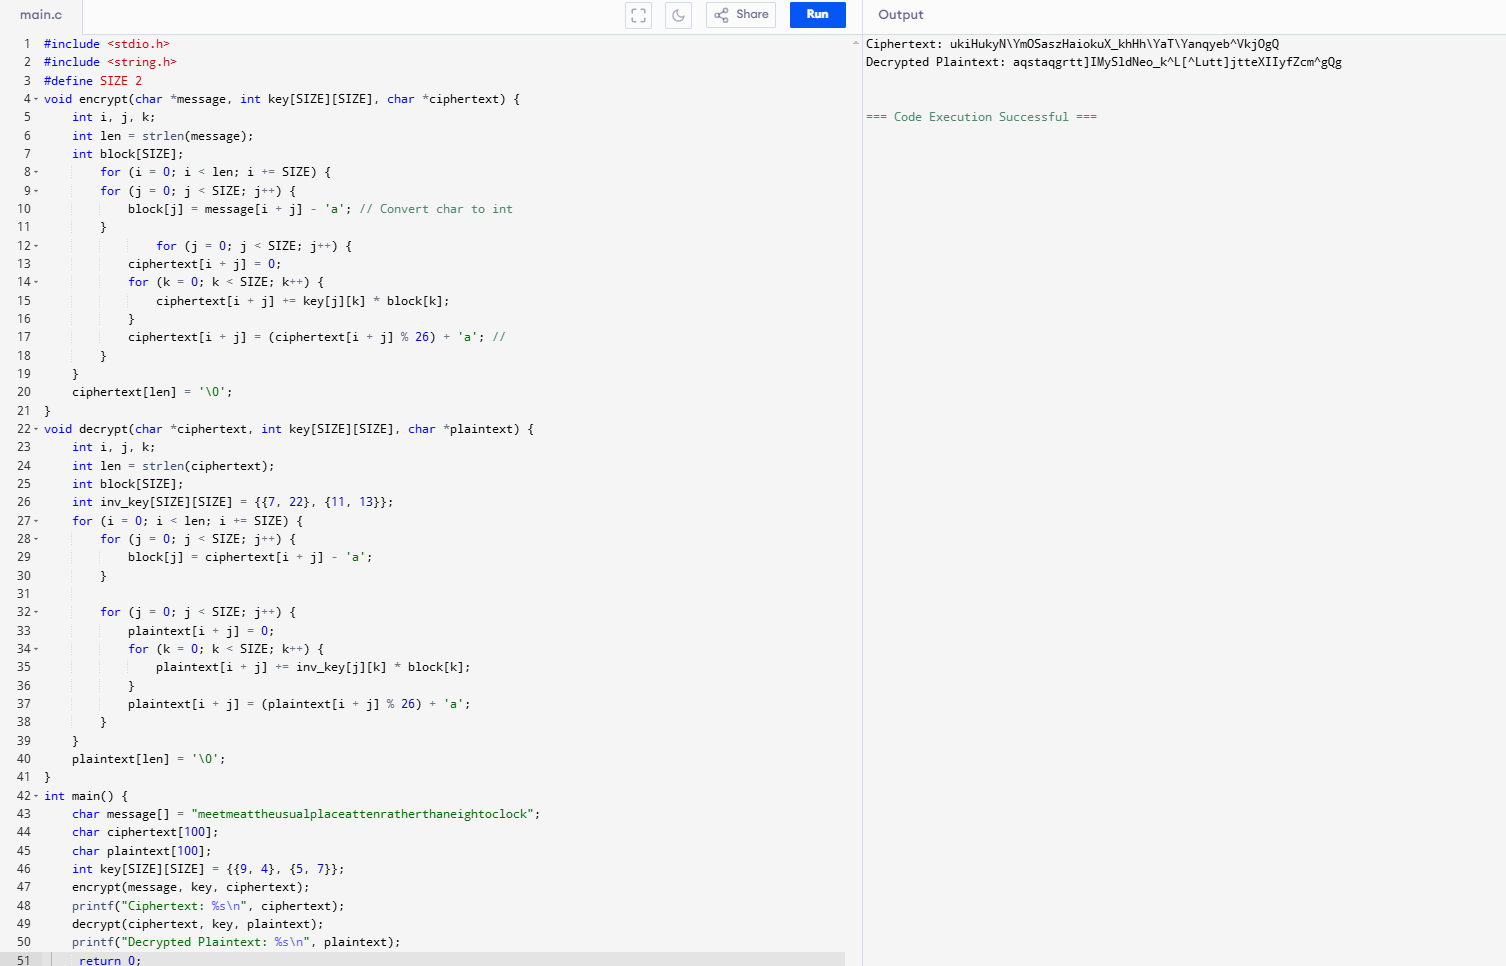 main.c
Share
Run
Output
1 #include <stdio.h>
2 #include <string.h>
3 #define SIZE 2
4 void encrypt(char *message, int key[SIZE][SIZE], char *ciphertext) {
5     int i, j, k;
6     int len = strlen(message);
7     int block[SIZE];
8         for (i = 0; i < len; i += SIZE) {
9         for (j = 0; j < SIZE; j++) {
10             block[j] = message[i + j] - 'a'; // Convert char to int
11         }
12                 for (j = 0; j < SIZE; j++) {
13             ciphertext[i + j] = 0;
14             for (k = 0; k < SIZE; k++) {
15                 ciphertext[i + j] += key[j][k] * block[k];
16             }
17             ciphertext[i + j] = (ciphertext[i + j] % 26) + 'a'; //
18         }
19     }
20     ciphertext[len] = '\0';
21 }
22 void decrypt(char *ciphertext, int key[SIZE][SIZE], char *plaintext) {
23     int i, j, k;
24     int len = strlen(ciphertext);
25     int block[SIZE];
26     int inv_key[SIZE][SIZE] = {{7, 22}, {11, 13}};
27     for (i = 0; i < len; i += SIZE) {
28         for (j = 0; j < SIZE; j++) {
29             block[j] = ciphertext[i + j] - 'a';
30         }
31
32         for (j = 0; j < SIZE; j++) {
33             plaintext[i + j] = 0;
34             for (k = 0; k < SIZE; k++) {
35                 plaintext[i + j] += inv_key[j][k] * block[k];
36             }
37             plaintext[i + j] = (plaintext[i + j] % 26) + 'a';
38         }
39     }
40     plaintext[len] = '\0';
41 }
42 int main() {
43     char message[] = "meetmeattheusualplaceattenratherthaneightoclock";
44     char ciphertext[100];
45     char plaintext[100];
46     int key[SIZE][SIZE] = {{9, 4}, {5, 7}};
47     encrypt(message, key, ciphertext);
48     printf("Ciphertext: %s\n", ciphertext);
49     decrypt(ciphertext, key, plaintext);
50     printf("Decrypted Plaintext: %s\n", plaintext);
51      return 0;
Ciphertext: ukiHukyN\YmOSaszHaiokuX_khHh\YaT\Yanqyeb^VkjOgQ
Decrypted Plaintext: aqstaqgrtt]IMySldNeo_k^L[^Lutt]jtteXIIyfZcm^gQg
=== Code Execution Successful ===